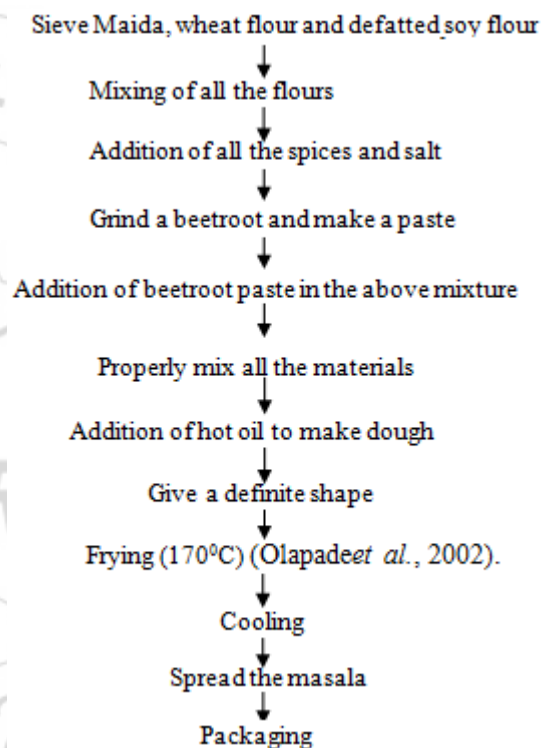 Sieve Maida, wheat flour and defatted soy flour
Mixing of all the flours
Addition of all the spices and salt
Grind a beetroot and make a paste
Addition of beetroot paste in the above mixture
Properly mix all the materials
Addition of hot oil to make dough
Give a definite shape
Frying (170⁰C) (Olapadeet al., 2002).
Cooling
Spread the masala
Packaging